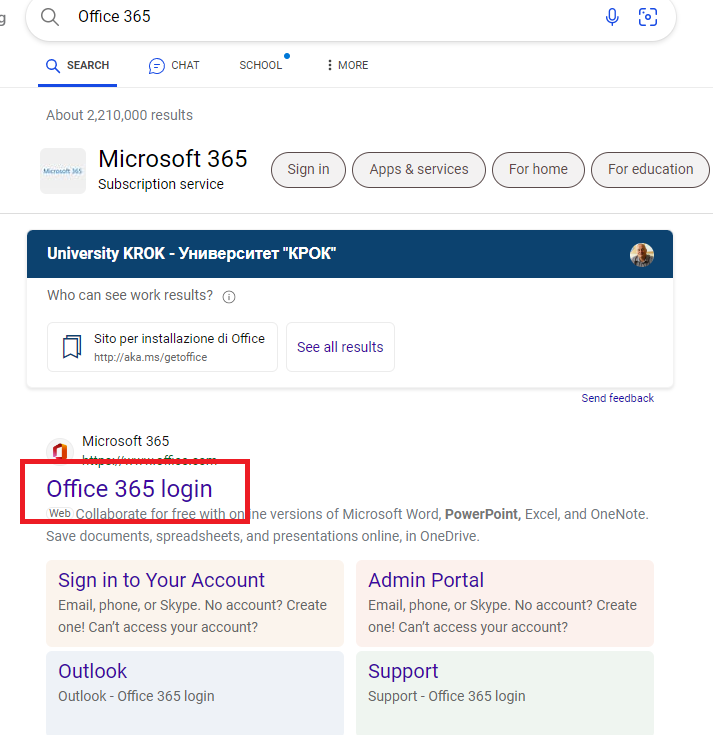 g
Office 365
SEARCH CHAT SCHOOL MORE
About 2,210,000 results
Microsoft 365
Microsoft 365
Subscription service
Sign in Apps & services For home For education
University KROK - Университет "КРОК"
Who can see work results?
Sito per installazione di Office
http://aka.ms/getoffice
See all results
Send feedback
Microsoft 365
https://www.office.com
Office 365 login
Web Collaborate for free with online versions of Microsoft Word, PowerPoint, Excel, and OneNote.
Save documents, spreadsheets, and presentations online, in OneDrive.
Sign in to Your Account
Email, phone, or Skype. No account? Create
one! Can’t access your account?
Admin Portal
Email, phone, or Skype. No account? Create
one! Can’t access your account?
Outlook
Outlook - Office 365 login
Support
Support - Office 365 login